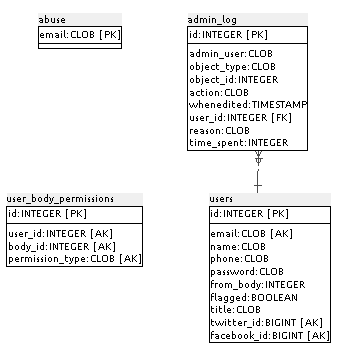 abuse
email:CLOB [PK]
admin_log
id:INTEGER [PK]
admin_user:CLOB
object_type:CLOB
object_id:INTEGER
action:CLOB
whenedited:TIMESTAMP
user_id:INTEGER [FK]
reason:CLOB
time_spent:INTEGER
user_body_permissions
id:INTEGER [PK]
user_id:INTEGER [AK]
body_id:INTEGER [AK]
permission_type:CLOB [AK]
users
id:INTEGER [PK]
email:CLOB [AK]
name:CLOB
phone:CLOB
password:CLOB
from_body:INTEGER
flagged:BOOLEAN
title:CLOB
twitter_id:BIGINT [AK]
facebook_id:BIGINT [AK]